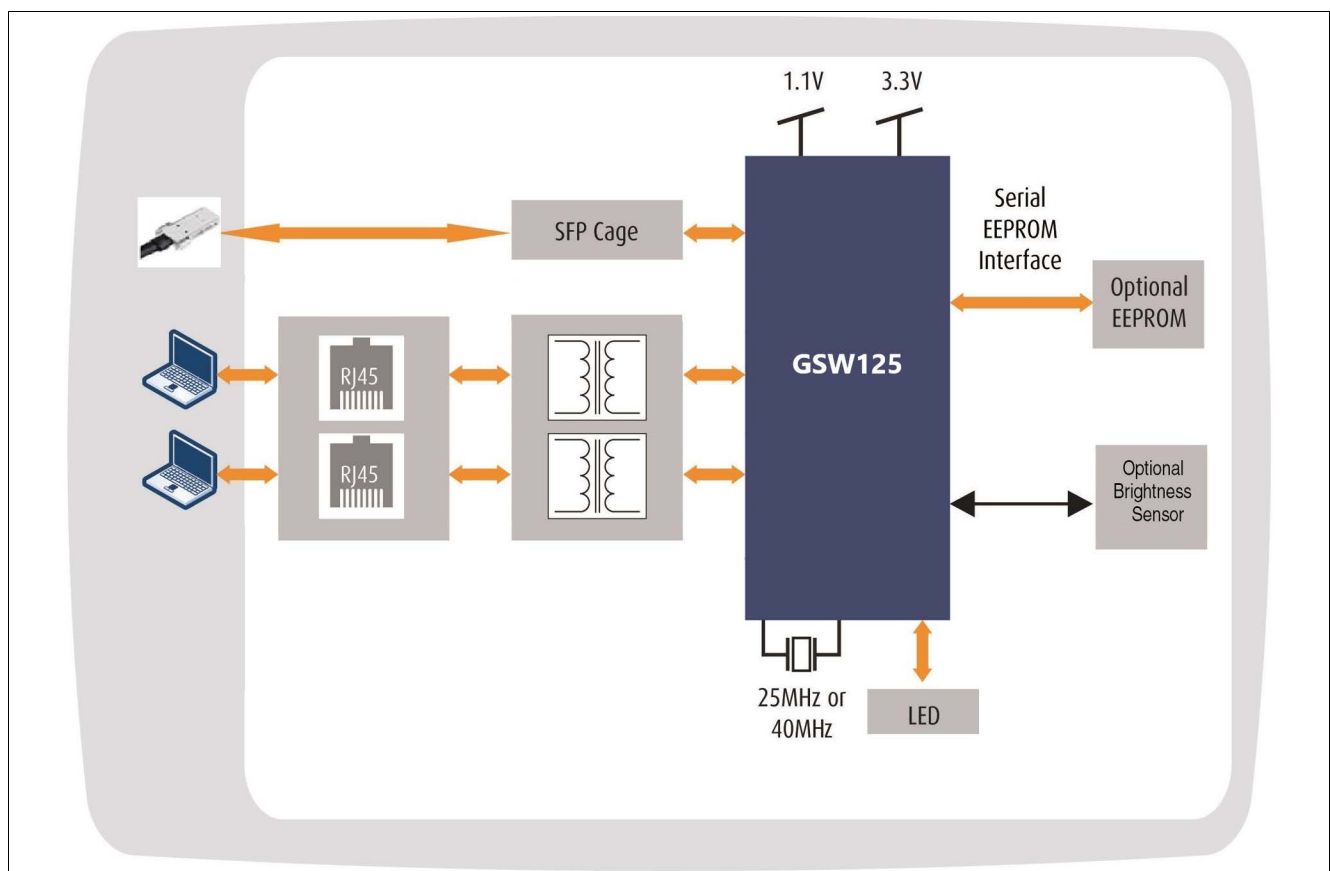 1.1V
3.3V
SFP Cage
Serial
EEPROM
Interface
Optional
EEPROM
GSW125
RJ45
RJ45
Optional
Brightness
Sensor
25MHz or
40MHz
LED